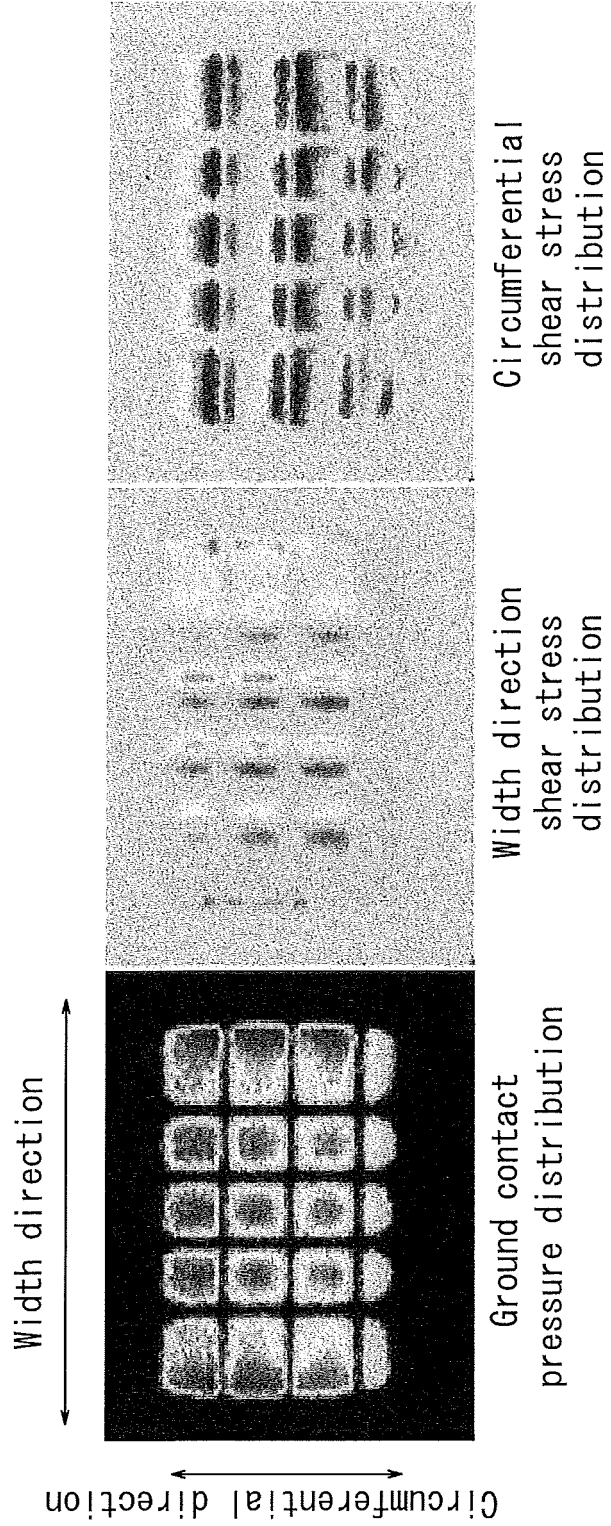 Width direction
Circumferential direction
Ground contact
pressure distribution
Width direction
shear stress
distribution
Circumferential
shear stress
distribution